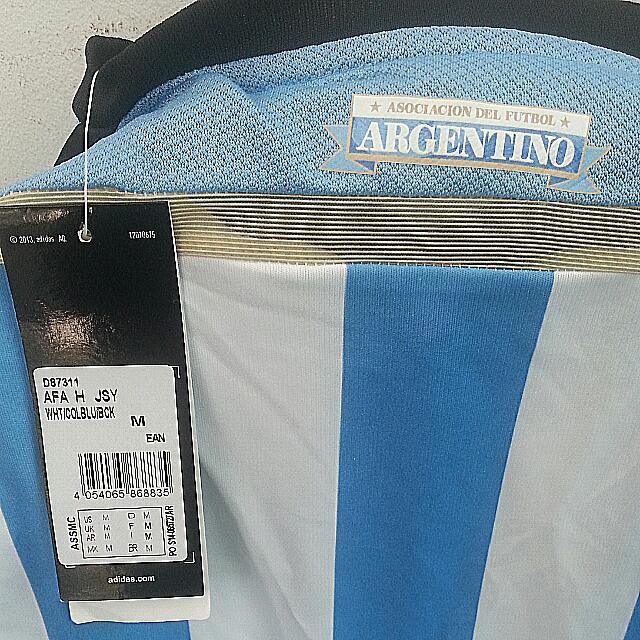 ★ ASOCIACION DEL FUTBOL ★
ARGENTINO
© 2013, adidas AG.
D87311
AFA H JSY
WHT/COLBLU/BCK
M
EAN
4 054065 868835
ASSMC
US M D M
UK M F M
AR M I M
MX M BR M
adidas.com